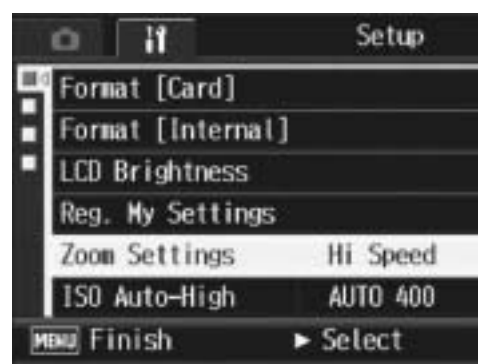 Setup
Format [Card]
Format [Internal]
LCD Brightness
Reg. My Settings
Zoom Settings Hi Speed
ISO Auto-High AUTO 400
MENU Finish ► Select